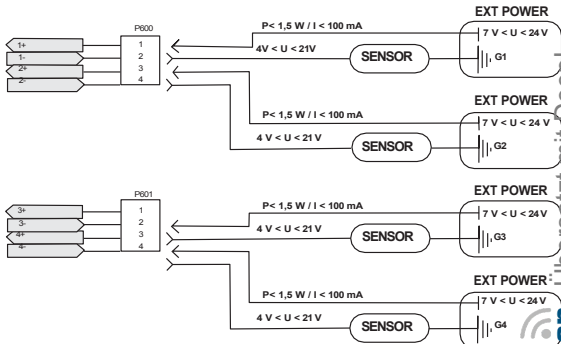 EXT POWER
P600
P< 1,5 W / I < 100 mA
7 V < U < 24 V
1+
1
4V < U < 21V
1-
2
SENSOR
G1
2+
3
2-
4
EXT POWER
P< 1,5 W / I < 100 mA
7 V < U < 24 V
4 V < U < 21 V
SENSOR
G2
EXT POWER
P601
P< 1,5 W / I < 100 mA
7 V < U < 24 V
3+
1
3-
2
4 V < U < 21 V
4+
3
SENSOR
G3
4-
4
EXT POWER
P< 1,5 W / I < 100 mA
7 V < U < 24 V
4 V < U < 21 V
SENSOR
G4